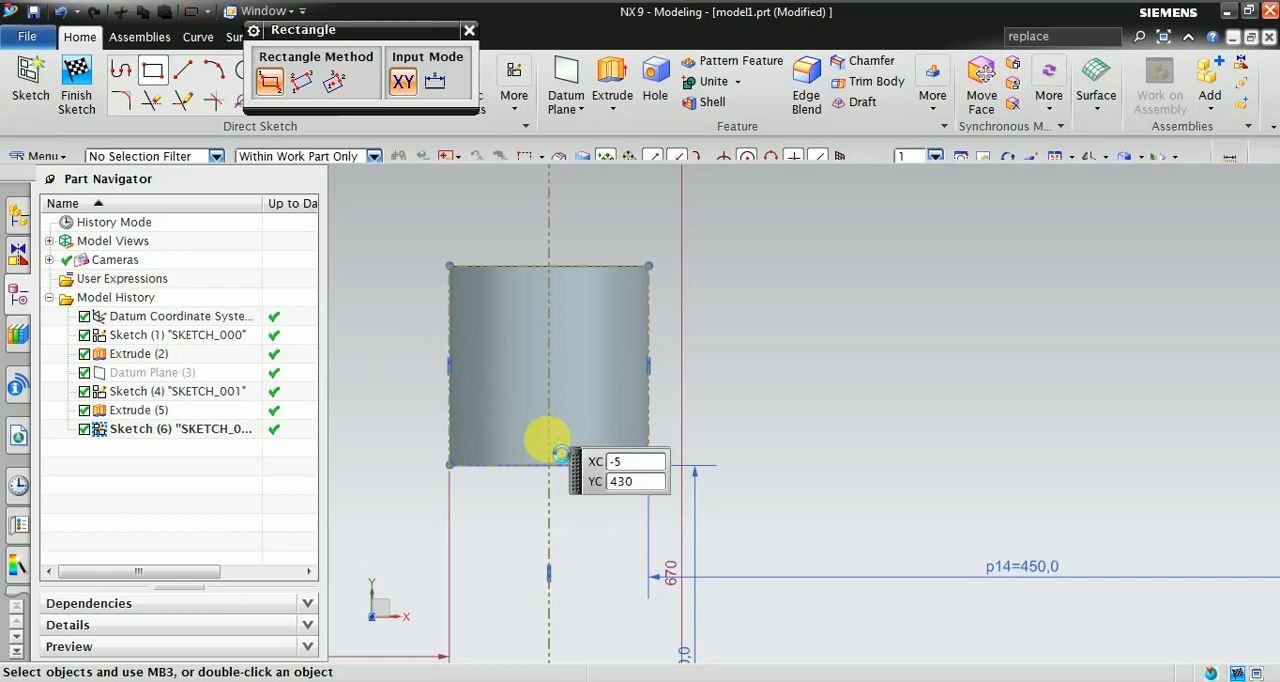 Window
NX 9 - Modeling - [model1.prt (Modified) ]
SIEMENS
Rectangle
File
Home
Assemblies
Curve
replace
Rectangle Method
Input Mode
XY
Sketch
Finish
Sketch
More
Datum
Plane
Extrude
Hole
Pattern Feature
Unite
Shell
Edge
Blend
Chamfer
Trim Body
Draft
More
Move
Face
More
Surface
Work on
Assembly
Add
Direct Sketch
Feature
Synchronous M...
Assemblies
Menu
No Selection Filter
Within Work Part Only
1
Part Navigator
Name
Up to Da
History Mode
Model Views
Cameras
User Expressions
Model History
Datum Coordinate Syste...
Sketch (1) "SKETCH_000"
Extrude (2)
Datum Plane (3)
Sketch (4) "SKETCH_001"
Extrude (5)
Sketch (6) "SKETCH_0...
XC -5
YC 430
670
p14=450,0
Y
X
Dependencies
Details
Preview
Select objects and use MB3, or double-click an object